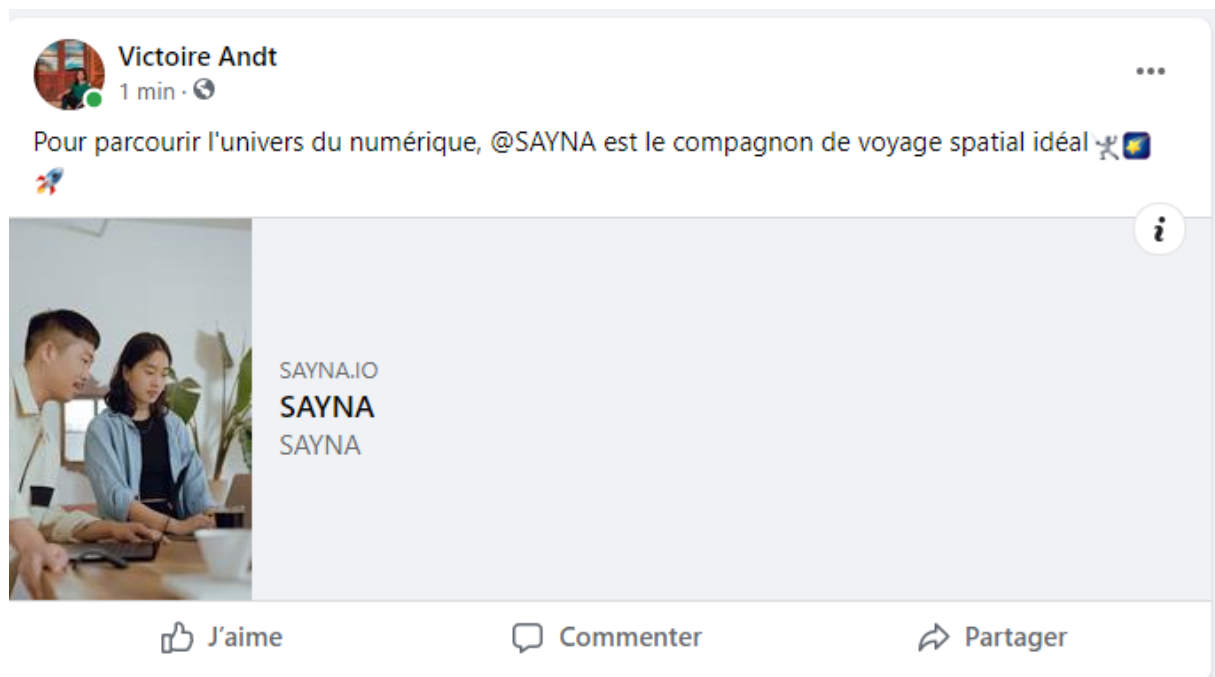 Victoire Andt
1 min ·
Pour parcourir l'univers du numérique, @SAYNA est le compagnon de voyage spatial idéal
i
SAYNA.IO
SAYNA
SAYNA
J'aime Commenter Partager